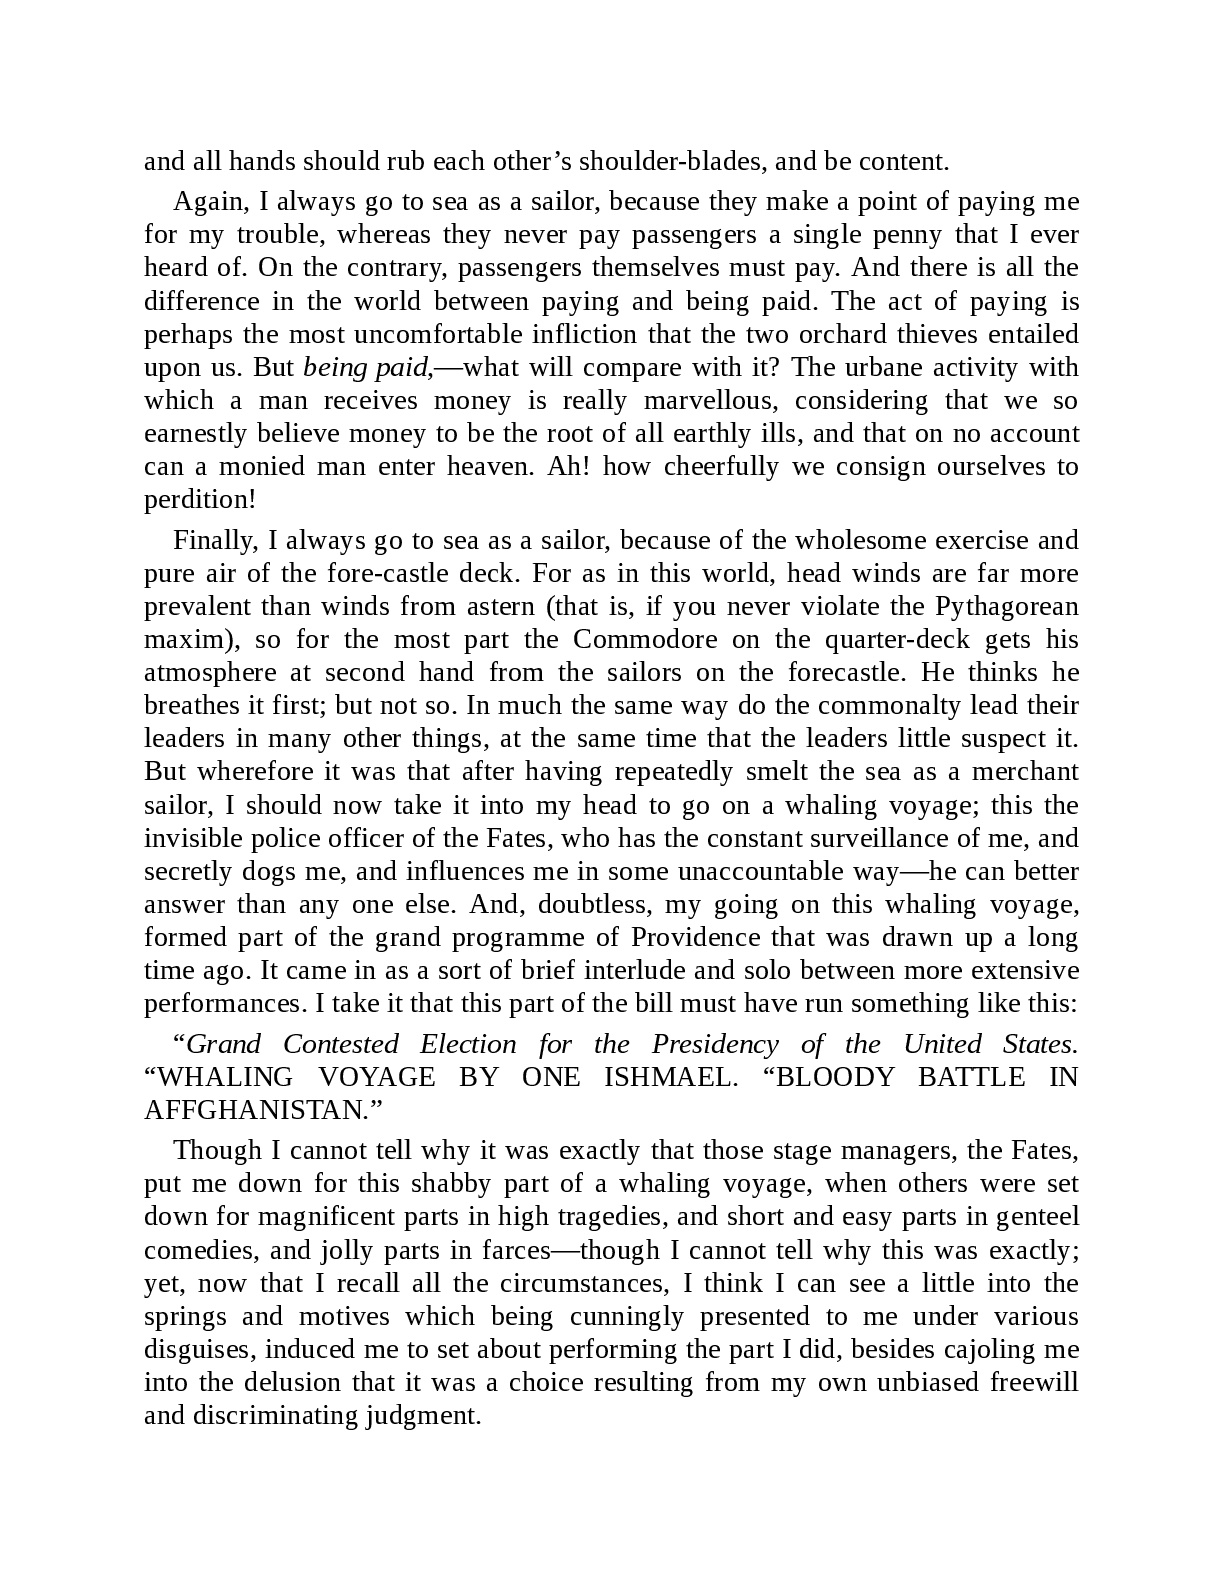 and all hands should rub each other’s shoulder-blades, and be content.
Again, I always go to sea as a sailor, because they make a point of paying me
for my trouble, whereas they never pay passengers a single penny that I ever
heard of. On the contrary, passengers themselves must pay. And there is all the
difference in the world between paying and being paid. The act of paying is
perhaps the most uncomfortable infliction that the two orchard thieves entailed
upon us. But being paid,—what will compare with it? The urbane activity with
which a man receives money is really marvellous, considering that we so
earnestly believe money to be the root of all earthly ills, and that on no account
can a monied man enter heaven. Ah! how cheerfully we consign ourselves to
perdition!
Finally, I always go to sea as a sailor, because of the wholesome exercise and
pure air of the fore-castle deck. For as in this world, head winds are far more
prevalent than winds from astern (that is, if you never violate the Pythagorean
maxim), so for the most part the Commodore on the quarter-deck gets his
atmosphere at second hand from the sailors on the forecastle. He thinks he
breathes it first; but not so. In much the same way do the commonalty lead their
leaders in many other things, at the same time that the leaders little suspect it.
But wherefore it was that after having repeatedly smelt the sea as a merchant
sailor, I should now take it into my head to go on a whaling voyage; this the
invisible police officer of the Fates, who has the constant surveillance of me, and
secretly dogs me, and influences me in some unaccountable way—he can better
answer than any one else. And, doubtless, my going on this whaling voyage,
formed part of the grand programme of Providence that was drawn up a long
time ago. It came in as a sort of brief interlude and solo between more extensive
performances. I take it that this part of the bill must have run something like this:
“Grand Contested Election for the Presidency of the United States.
“WHALING VOYAGE BY ONE ISHMAEL. “BLOODY BATTLE IN
AFFGHANISTAN.”
Though I cannot tell why it was exactly that those stage managers, the Fates,
put me down for this shabby part of a whaling voyage, when others were set
down for magnificent parts in high tragedies, and short and easy parts in genteel
comedies, and jolly parts in farces—though I cannot tell why this was exactly;
yet, now that I recall all the circumstances, I think I can see a little into the
springs and motives which being cunningly presented to me under various
disguises, induced me to set about performing the part I did, besides cajoling me
into the delusion that it was a choice resulting from my own unbiased freewill
and discriminating judgment.